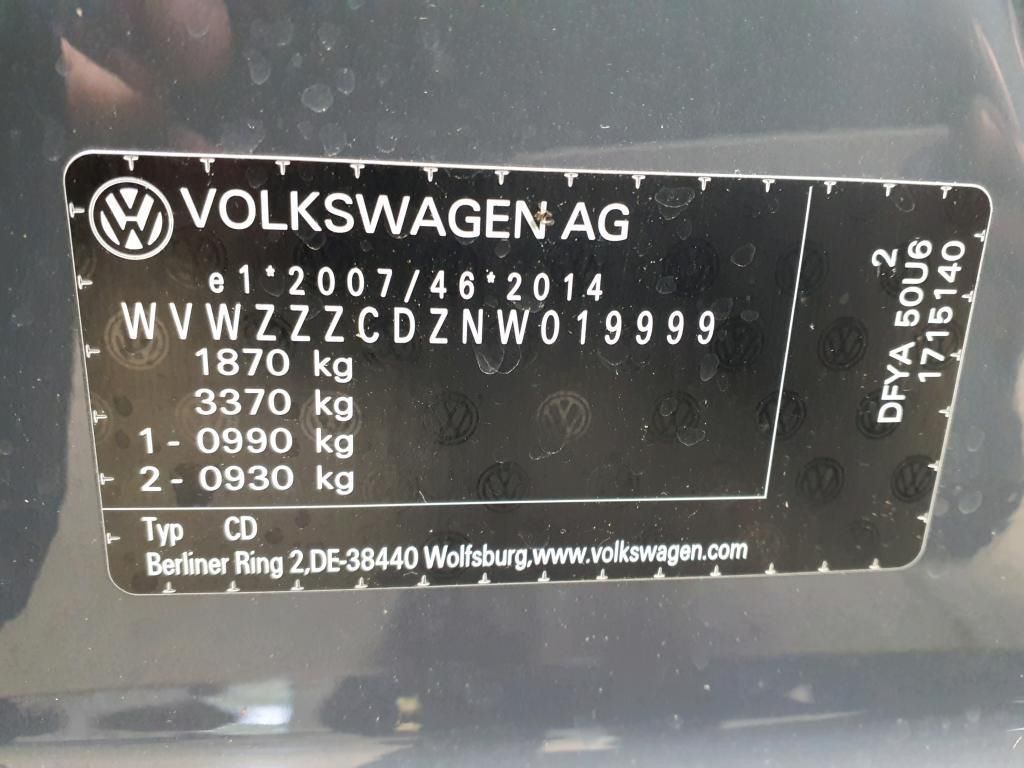 VOLKSWAGEN AG
e1*2007/46*2014
WVWZZZCDZNW019999
1870 kg
3370 kg
1 - 0990 kg
2 - 0930 kg
Typ CD
Berliner Ring 2,DE-38440 Wolfsburg,www.volkswagen.com
2
DFYA 50U6
1715140